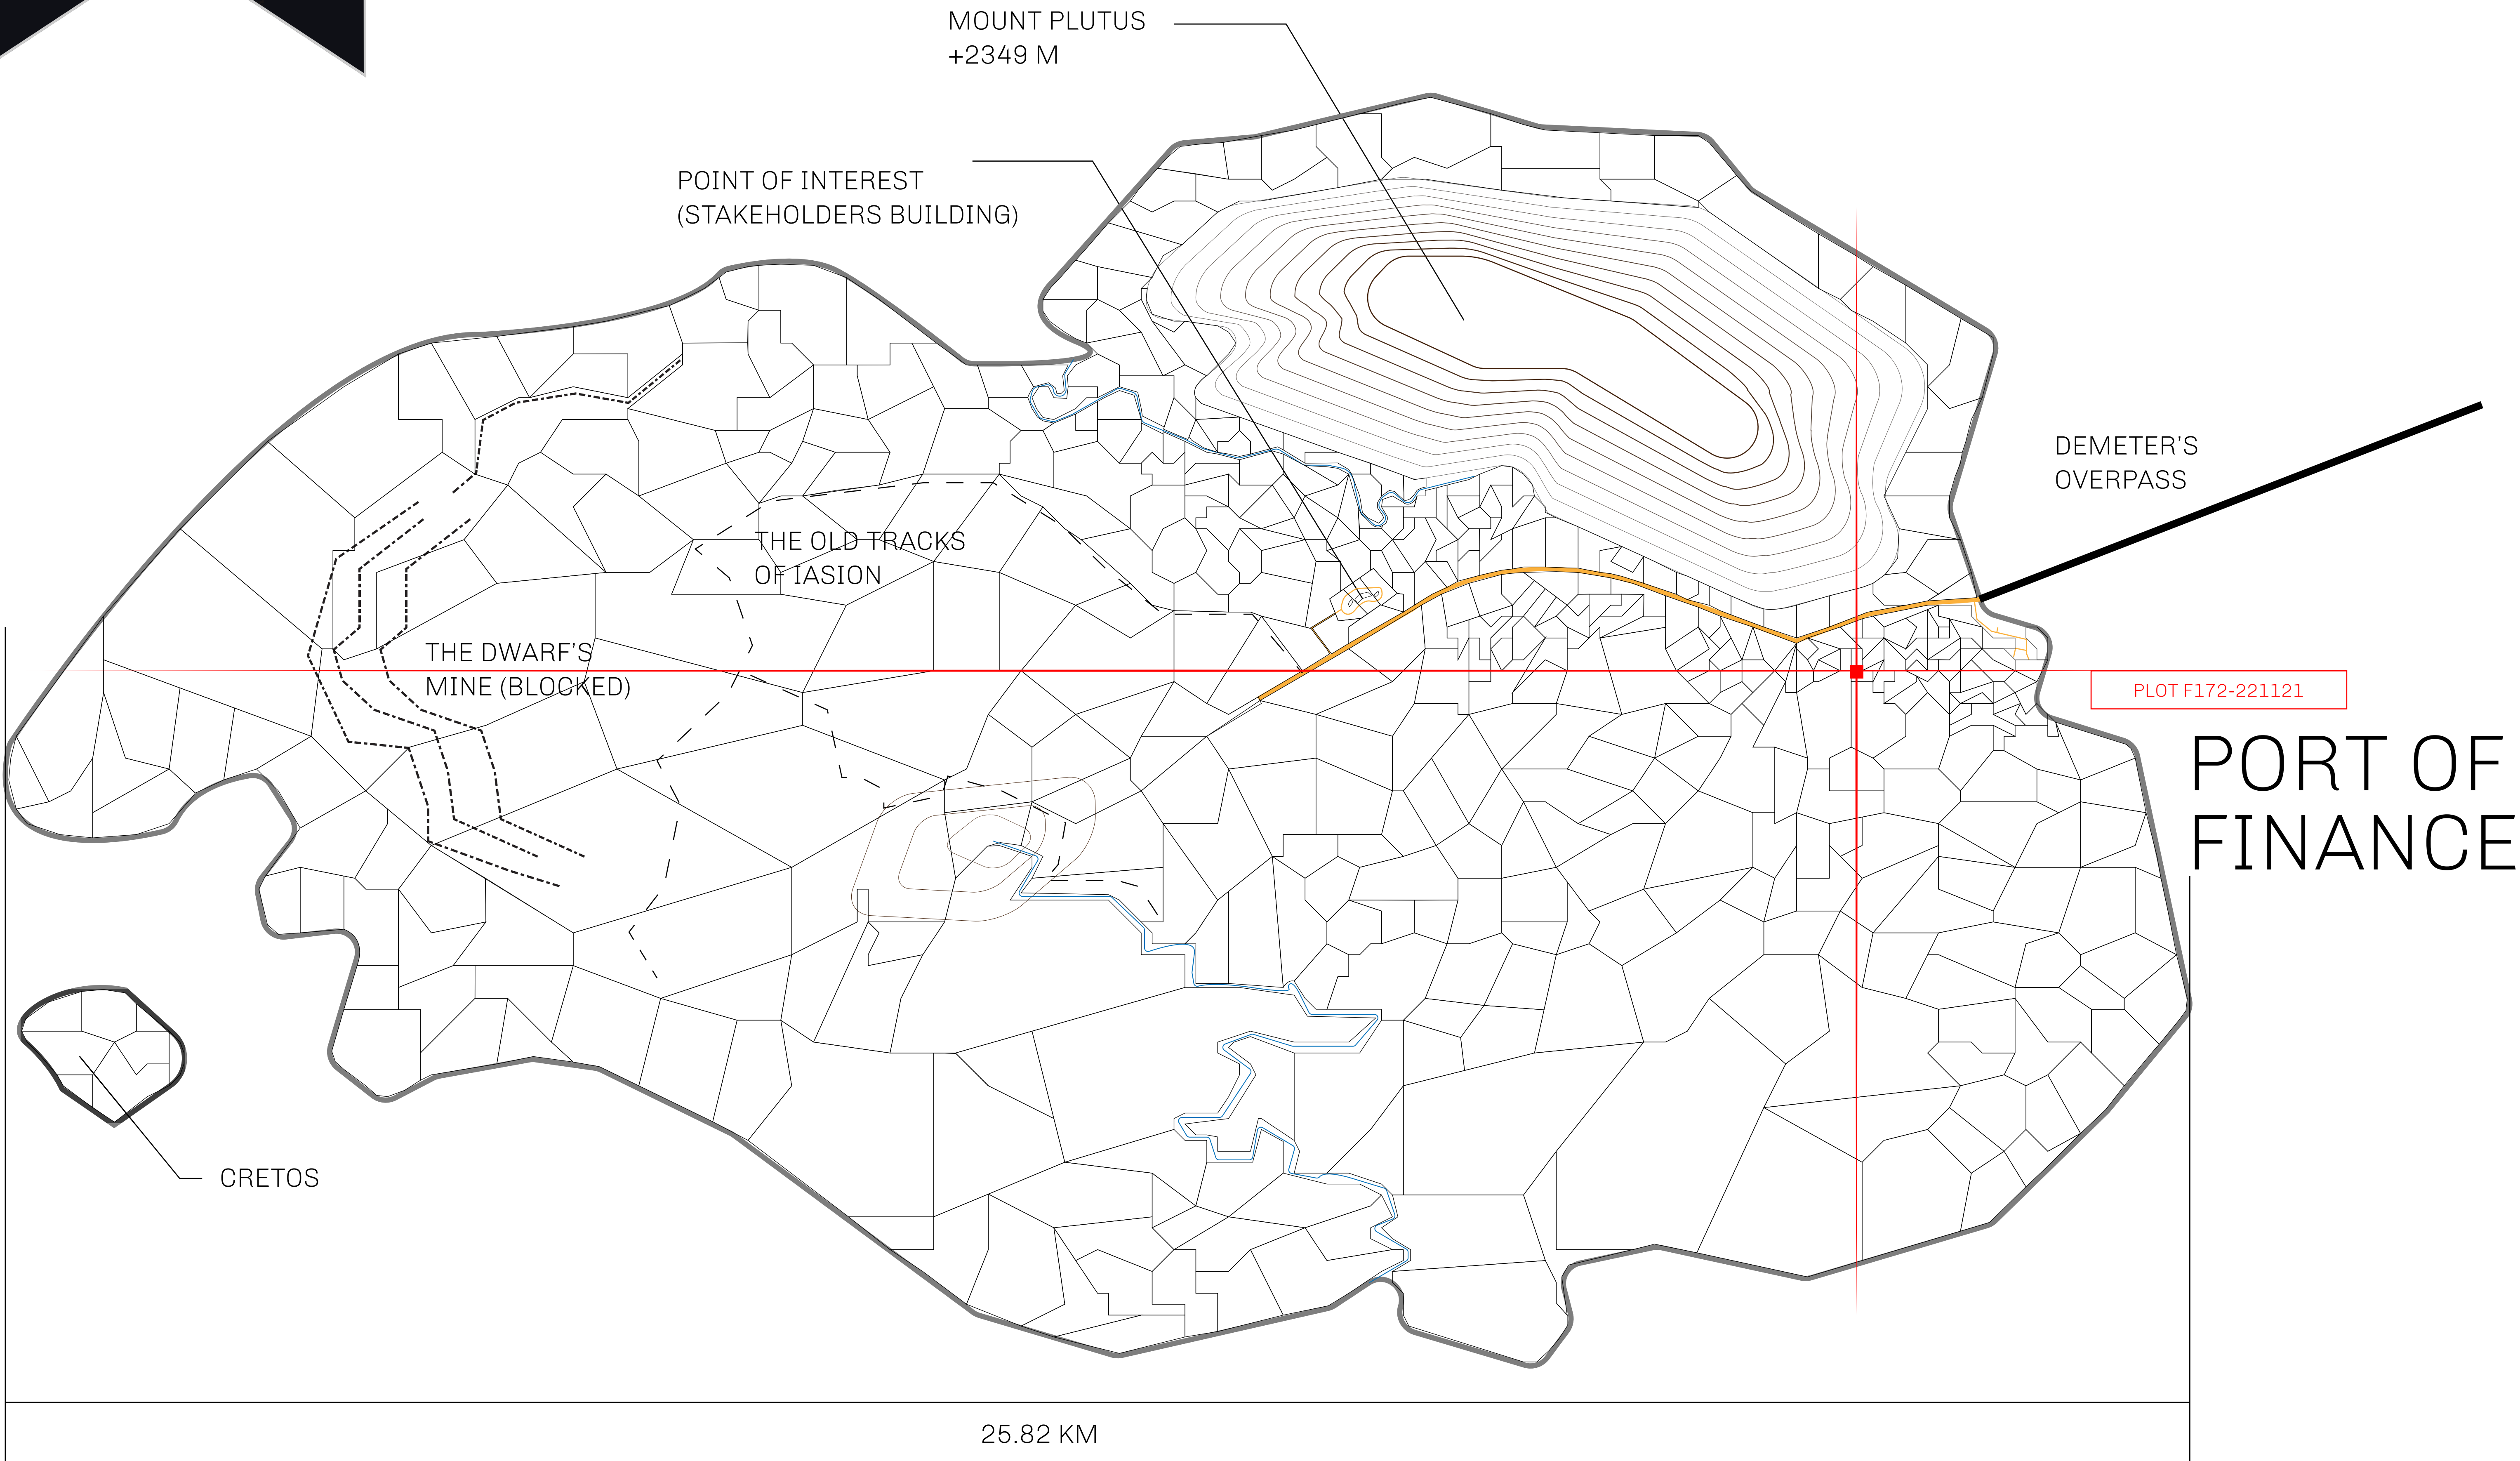 MOUNT PLUTUS
+2349 M
POINT OF INTEREST
(STAKEHOLDERS BUILDING)
DEMETER'S
OVERPASS
THE OLD TRACKS
OF IASION
THE DWARF'S
MINE (BLOCKED)
PLOT F172-221121
PORT OF
FINANCE
CRETOS
25.82 KM